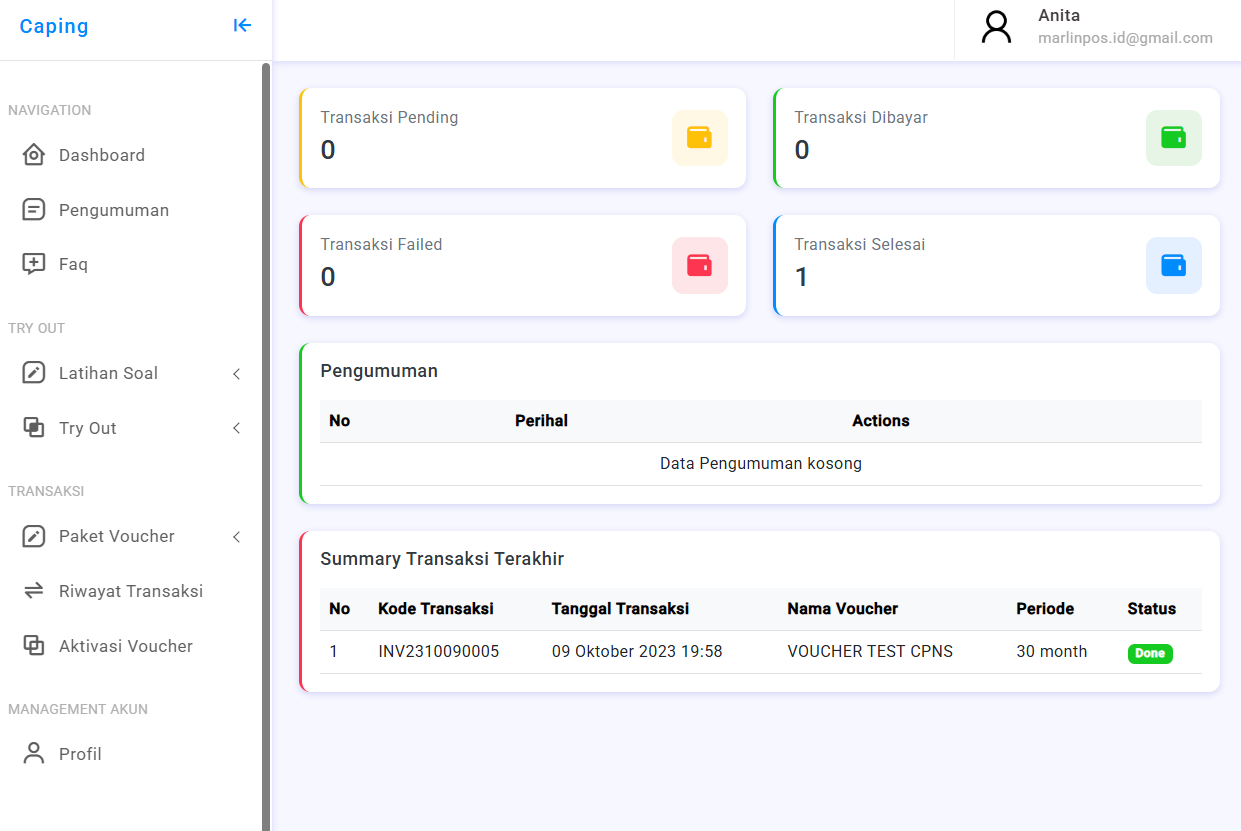 Caping
Anita
marlinpos.id@gmail.com
NAVIGATION
Dashboard
Pengumuman
Faq
TRY OUT
Latihan Soal
Try Out
TRANSAKSI
Paket Voucher
Riwayat Transaksi
Aktivasi Voucher
MANAGEMENT AKUN
Profil
Transaksi Pending
0
Transaksi Dibayar
0
Transaksi Failed
0
Transaksi Selesai
1
Pengumuman
No Perihal Actions
Data Pengumuman kosong
Summary Transaksi Terakhir
No Kode Transaksi Tanggal Transaksi Nama Voucher Periode Status
1 INV2310090005 09 Oktober 2023 19:58 VOUCHER TEST CPNS 30 month Done